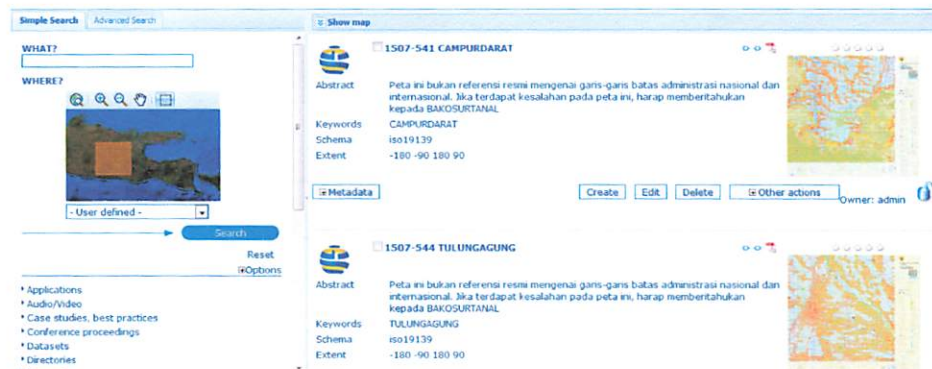 Simple Search
Advanced Search
Show map
WHAT?
WHERE?
- User defined -
Search
Reset
Options
Applications
Audio/Video
Case studies, best practices
Conference proceedings
Datasets
Directories
1507-541 CAMPURDARAT
Abstract
Peta ini bukan referensi resmi mengenai garis-garis batas administrasi nasional dan
internasional. Jika terdapat kesalahan pada peta ini, harap memberitahukan
kepada BAKOSURTANAL
Keywords CAMPURDARAT
Schema iso19139
Extent -180 -90 180 90
Metadata
Create
Edit
Delete
Other actions
Owner: admin
1507-544 TULUNGAGUNG
Abstract
Peta ini bukan referensi resmi mengenai garis-garis batas administrasi nasional dan
internasional. Jika terdapat kesalahan pada peta ini, harap memberitahukan
kepada BAKOSURTANAL
Keywords TULUNGAGUNG
Schema iso19139
Extent -180 -90 180 90